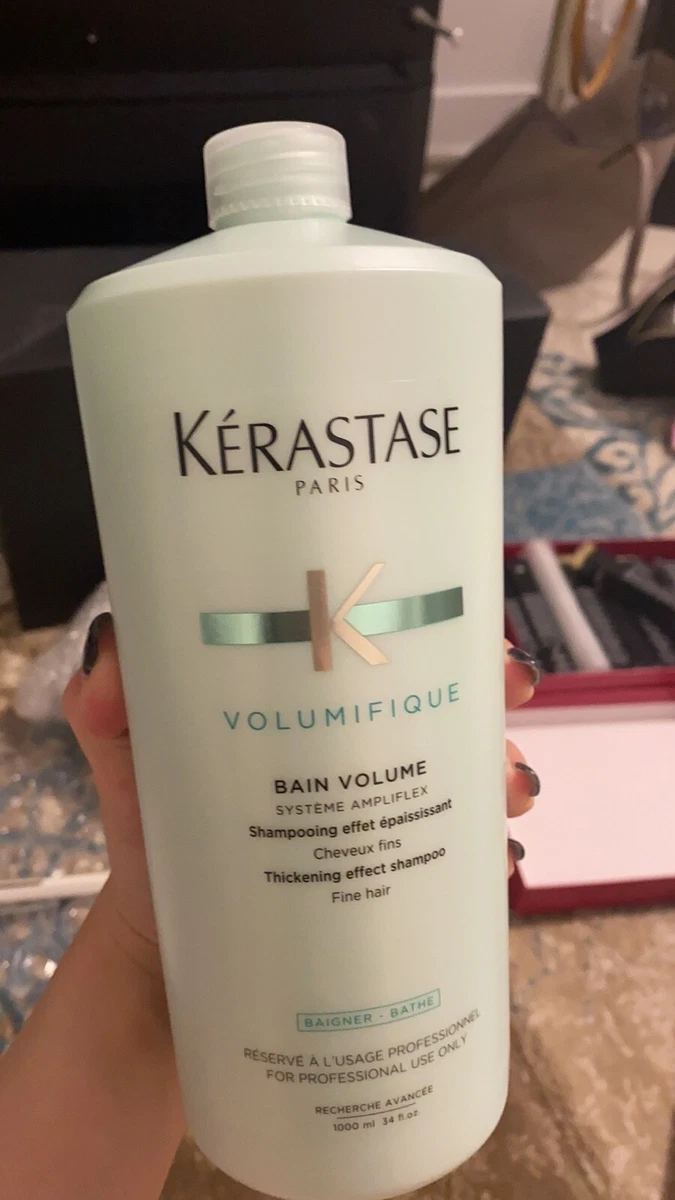 KÉRASTASE
PARIS
K
VOLUMIFIQUE
BAIN VOLUME
SYSTÈME AMPLIFLEX
Shampooing effet épaississant
Cheveux fins
Thickening effect shampoo
Fine hair
BAIGNER - BATHE
RÉSERVÉ À L'USAGE PROFESSIONNEL
FOR PROFESSIONAL USE ONLY
RECHERCHE AVANCÉE
1000 ml 34 fl.oz